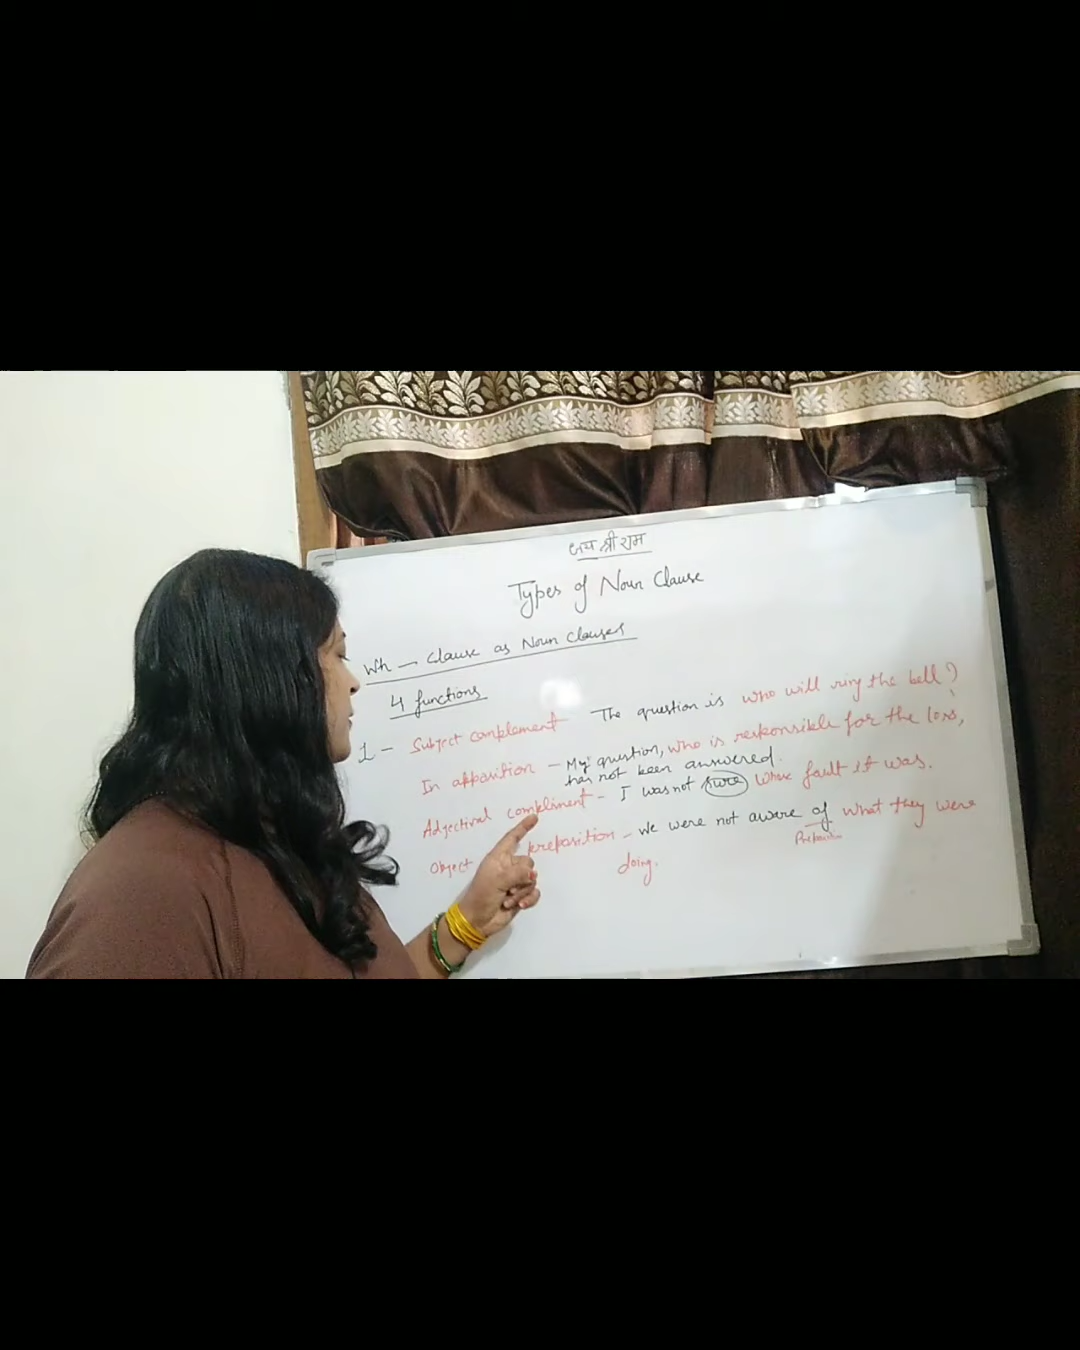 जय श्री राम
Types of Noun Clause
Wh - Clause as Noun Clauses
4 functions
1 - Subject complement The question is who will ring the bell?
In apposition - My question, who is responsible for the loss,
has not been answered.
Adjectival compliment - I was not sure whose fault it was.
Object preposition - We were not aware of what they were
Preposition
doing.